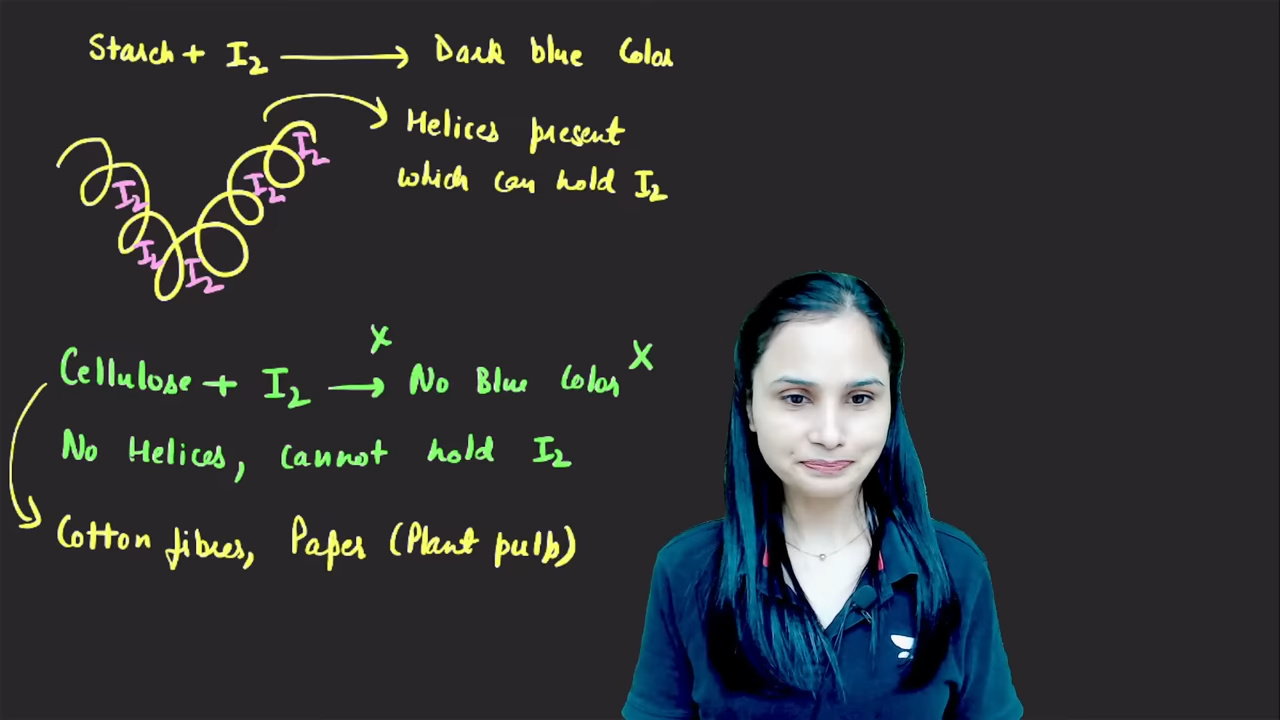 Starch + I2 → Dark blue Color
Helices present
which can hold I2
I2
I2
I2
I2
I2
Cellulose + I2 → No Blue Color
x x
No Helices, cannot hold I2
Cotton fibres, Paper (Plant pulp)